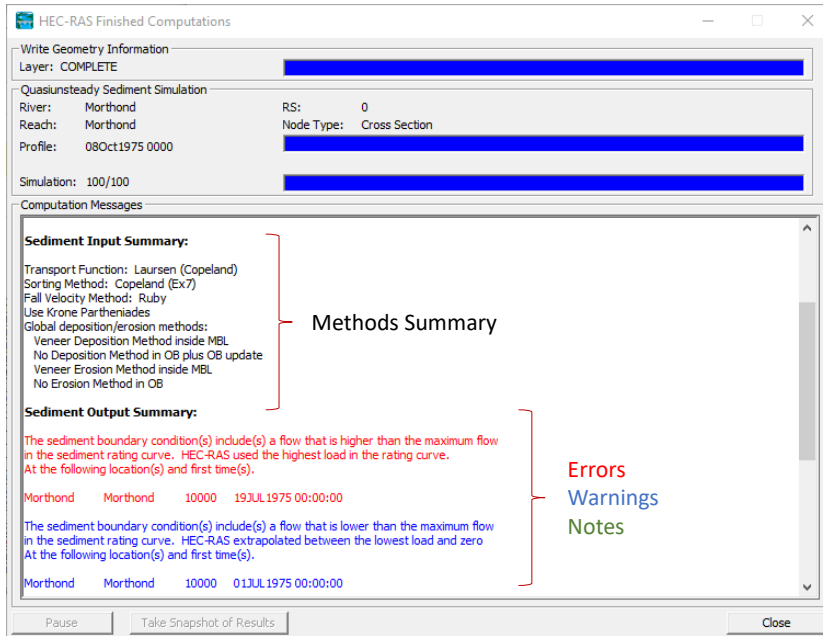 HEC-RAS Finished Computations
Write Geometry Information
Layer: COMPLETE
Quasiunsteady Sediment Simulation
River: Morthond RS: 0
Reach: Morthond Node Type: Cross Section
Profile: 08Oct1975 0000
Simulation: 100/100
Computation Messages
Sediment Input Summary:
Transport Function: Laursen (Copeland)
Sorting Method: Copeland (Ex7)
Fall Velocity Method: Ruby
Use Krone Partheniades
Global deposition/erosion methods:
Veneer Deposition Method inside MBL
No Deposition Method in OB plus OB update
Veneer Erosion Method inside MBL
No Erosion Method in OB
Methods Summary
Sediment Output Summary:
The sediment boundary condition(s) include(s) a flow that is higher than the maximum flow
in the sediment rating curve. HEC-RAS used the highest load in the rating curve.
At the following location(s) and first time(s).
Morthond Morthond 10000 19JUL1975 00:00:00
The sediment boundary condition(s) include(s) a flow that is lower than the maximum flow
in the sediment rating curve. HEC-RAS extrapolated between the lowest load and zero
At the following location(s) and first time(s).
Morthond Morthond 10000 01JUL1975 00:00:00
Errors
Warnings
Notes
Pause Take Snapshot of Results Close